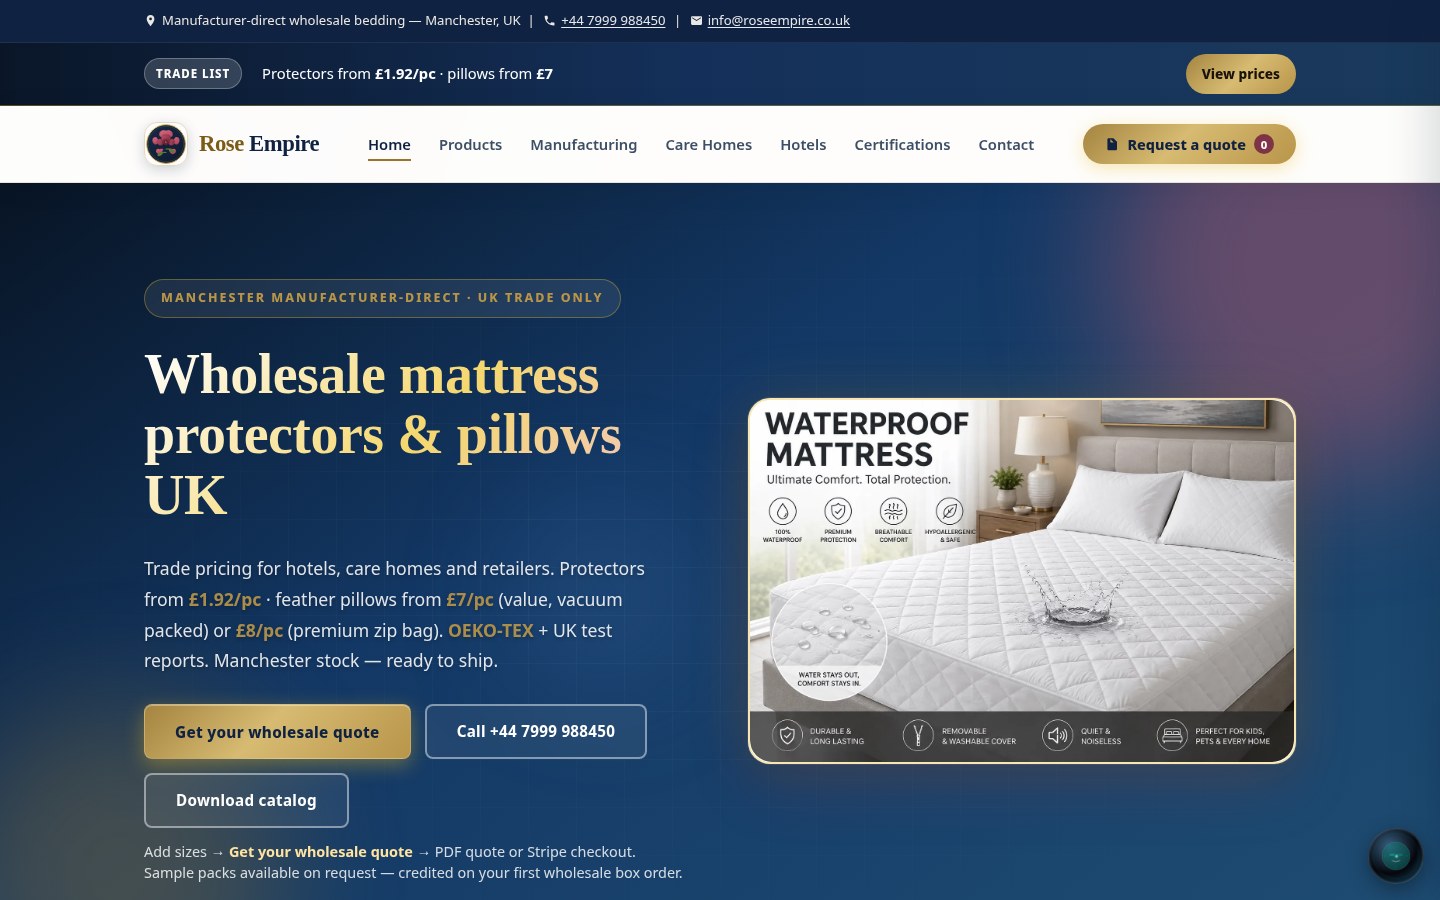 Manufacturer-direct wholesale bedding — Manchester, UK | +44 7999 988450 | info@roseempire.co.uk
TRADE LIST Protectors from £1.92/pc · pillows from £7 View prices
Rose Empire Home Products Manufacturing Care Homes Hotels Certifications Contact Request a quote 0
MANCHESTER MANUFACTURER-DIRECT · UK TRADE ONLY
Wholesale mattress
protectors & pillows
UK
Trade pricing for hotels, care homes and retailers. Protectors
from £1.92/pc · feather pillows from £7/pc (value, vacuum
packed) or £8/pc (premium zip bag). OEKO-TEX + UK test
reports. Manchester stock — ready to ship.
Get your wholesale quote
Call +44 7999 988450
Download catalog
Add sizes → Get your wholesale quote → PDF quote or Stripe checkout.
Sample packs available on request — credited on your first wholesale box order.
WATERPROOF
MATTRESS
Ultimate Comfort. Total Protection.
100%
WATERPROOF
PREMIUM
PROTECTION
BREATHABLE
COMFORT
HYPOALLERGENIC
& SAFE
WATER STAYS OUT,
COMFORT STAYS IN.
DURABLE &
LONG LASTING
REMOVABLE
& WASHABLE COVER
QUIET &
NOISELESS
PERFECT FOR KIDS,
PETS & EVERY HOME